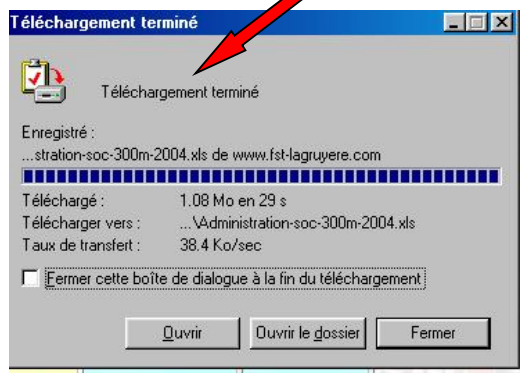 Téléchargement terminé
Téléchargement terminé
Enregistré :
...stration-soc-300m-2004.xls de www.fst-lagruyere.com
Téléchargé : 1.08 Mo en 29 s
Télécharger vers : ...\Administration-soc-300m-2004.xls
Taux de transfert : 38.4 Ko/sec
Fermer cette boîte de dialogue à la fin du téléchargement
Ouvrir Ouvrir le dossier Fermer